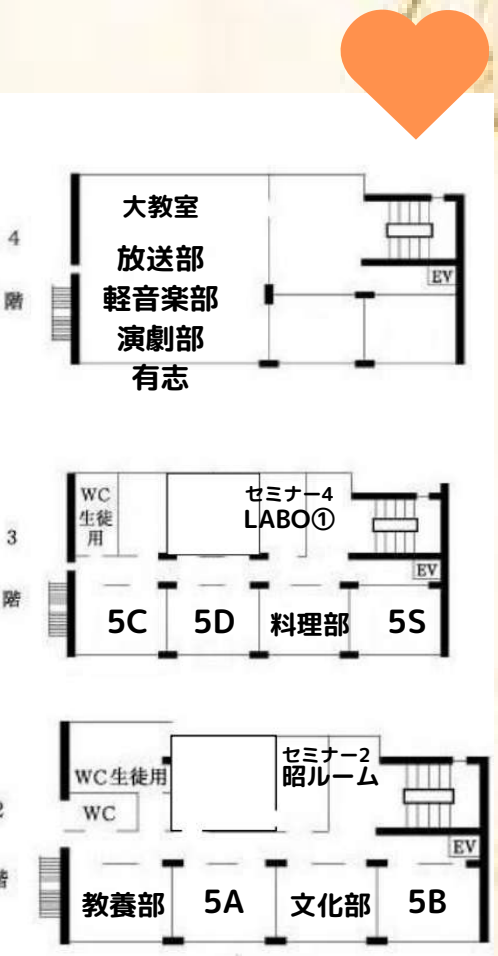 4
階
大教室
放送部
軽音楽部
演劇部
有志
EV
3
階
WC
生徒
用
セミナー4
LABO①
EV
5C
5D
料理部
5S
WC生徒用
WC
セミナー2
昭ルーム
EV
教養部
5A
文化部
5B